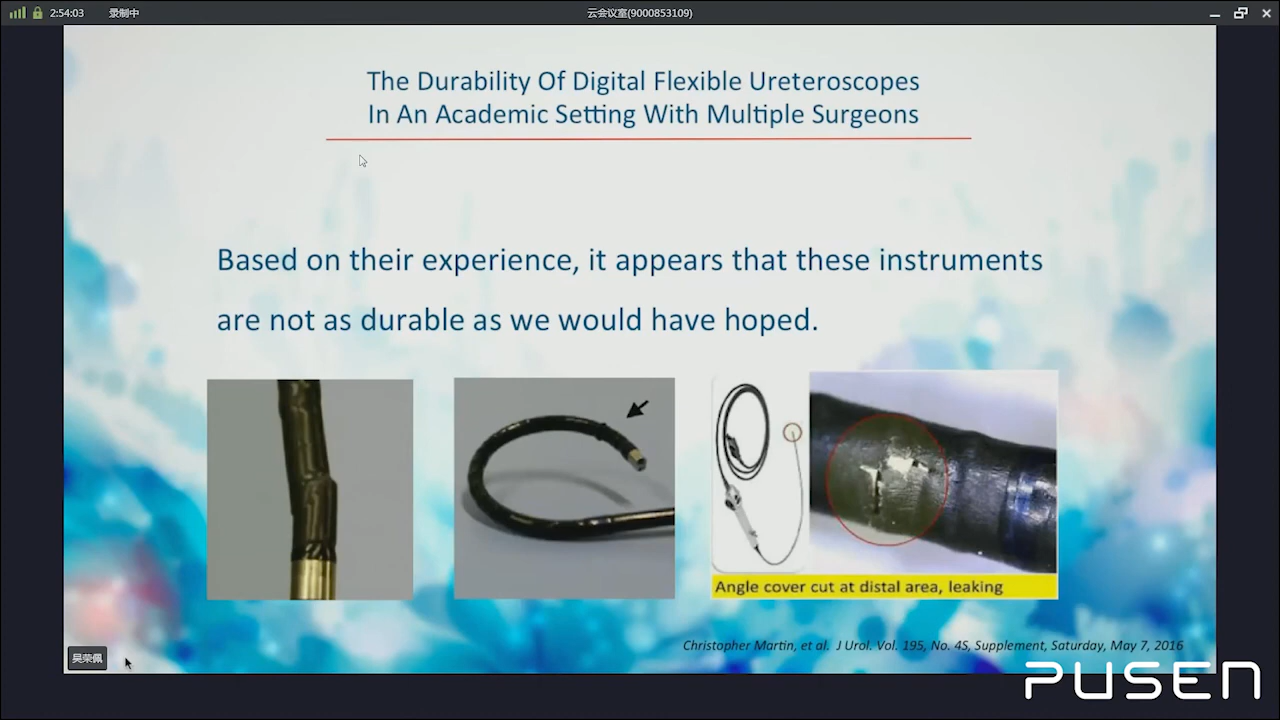 2:54:03 录制中 云会议室(9000853109)
The Durability Of Digital Flexible Ureteroscopes
In An Academic Setting With Multiple Surgeons
Based on their experience, it appears that these instruments
are not as durable as we would have hoped.
Angle cover cut at distal area, leaking
Christopher Martin, et al. J Urol. Vol. 195, No. 4S, Supplement, Saturday, May 7, 2016
吴荣佩
PUSEN